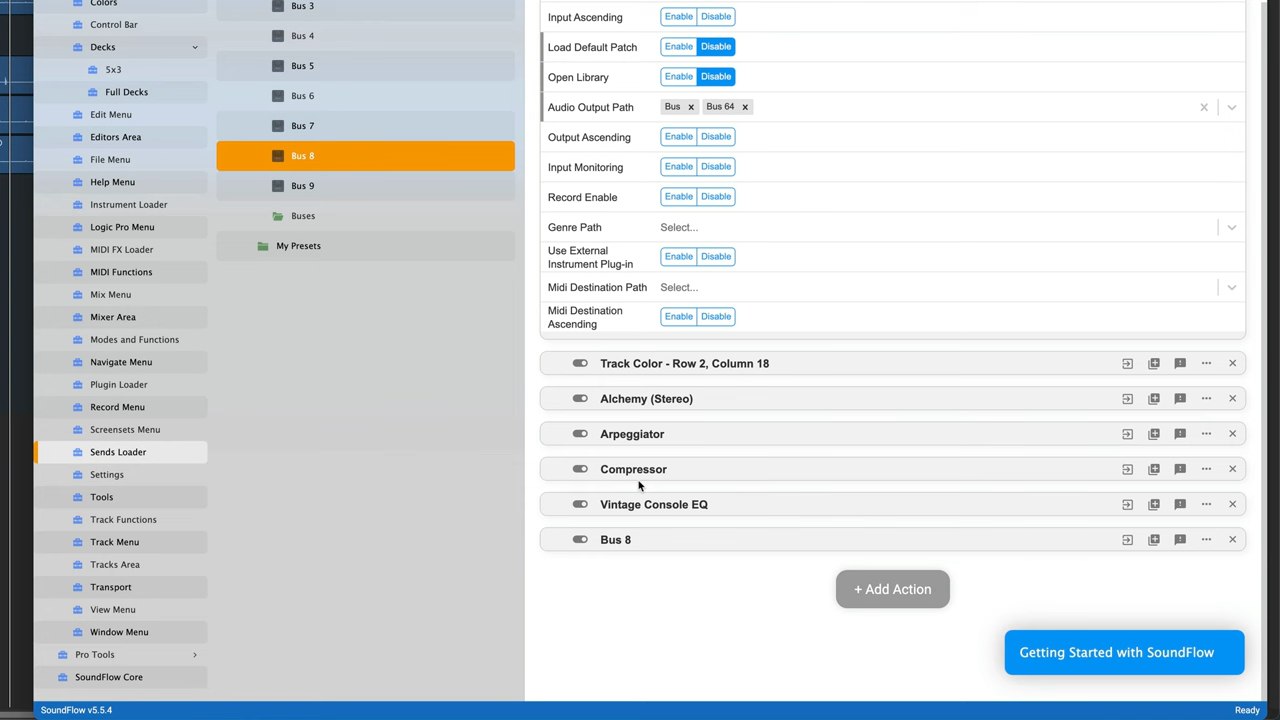 Colors
Control Bar
Decks
5x3
Full Decks
Edit Menu
Editors Area
File Menu
Help Menu
Instrument Loader
Logic Pro Menu
MIDI FX Loader
MIDI Functions
Mix Menu
Mixer Area
Modes and Functions
Navigate Menu
Plugin Loader
Record Menu
Screensets Menu
Sends Loader
Settings
Tools
Track Functions
Track Menu
Tracks Area
Transport
View Menu
Window Menu
Pro Tools
SoundFlow Core
Bus 3
Bus 4
Bus 5
Bus 6
Bus 7
Bus 8
Bus 9
Buses
My Presets
Input Ascending Enable Disable
Load Default Patch Enable Disable
Open Library Enable Disable
Audio Output Path Bus Bus 64
Output Ascending Enable Disable
Input Monitoring Enable Disable
Record Enable Enable Disable
Genre Path Select...
Use External
Instrument Plug-in Enable Disable
Midi Destination Path Select...
Midi Destination
Ascending Enable Disable
Track Color - Row 2, Column 18
Alchemy (Stereo)
Arpeggiator
Compressor
Vintage Console EQ
Bus 8
+ Add Action
Getting Started with SoundFlow
SoundFlow v5.5.4
Ready